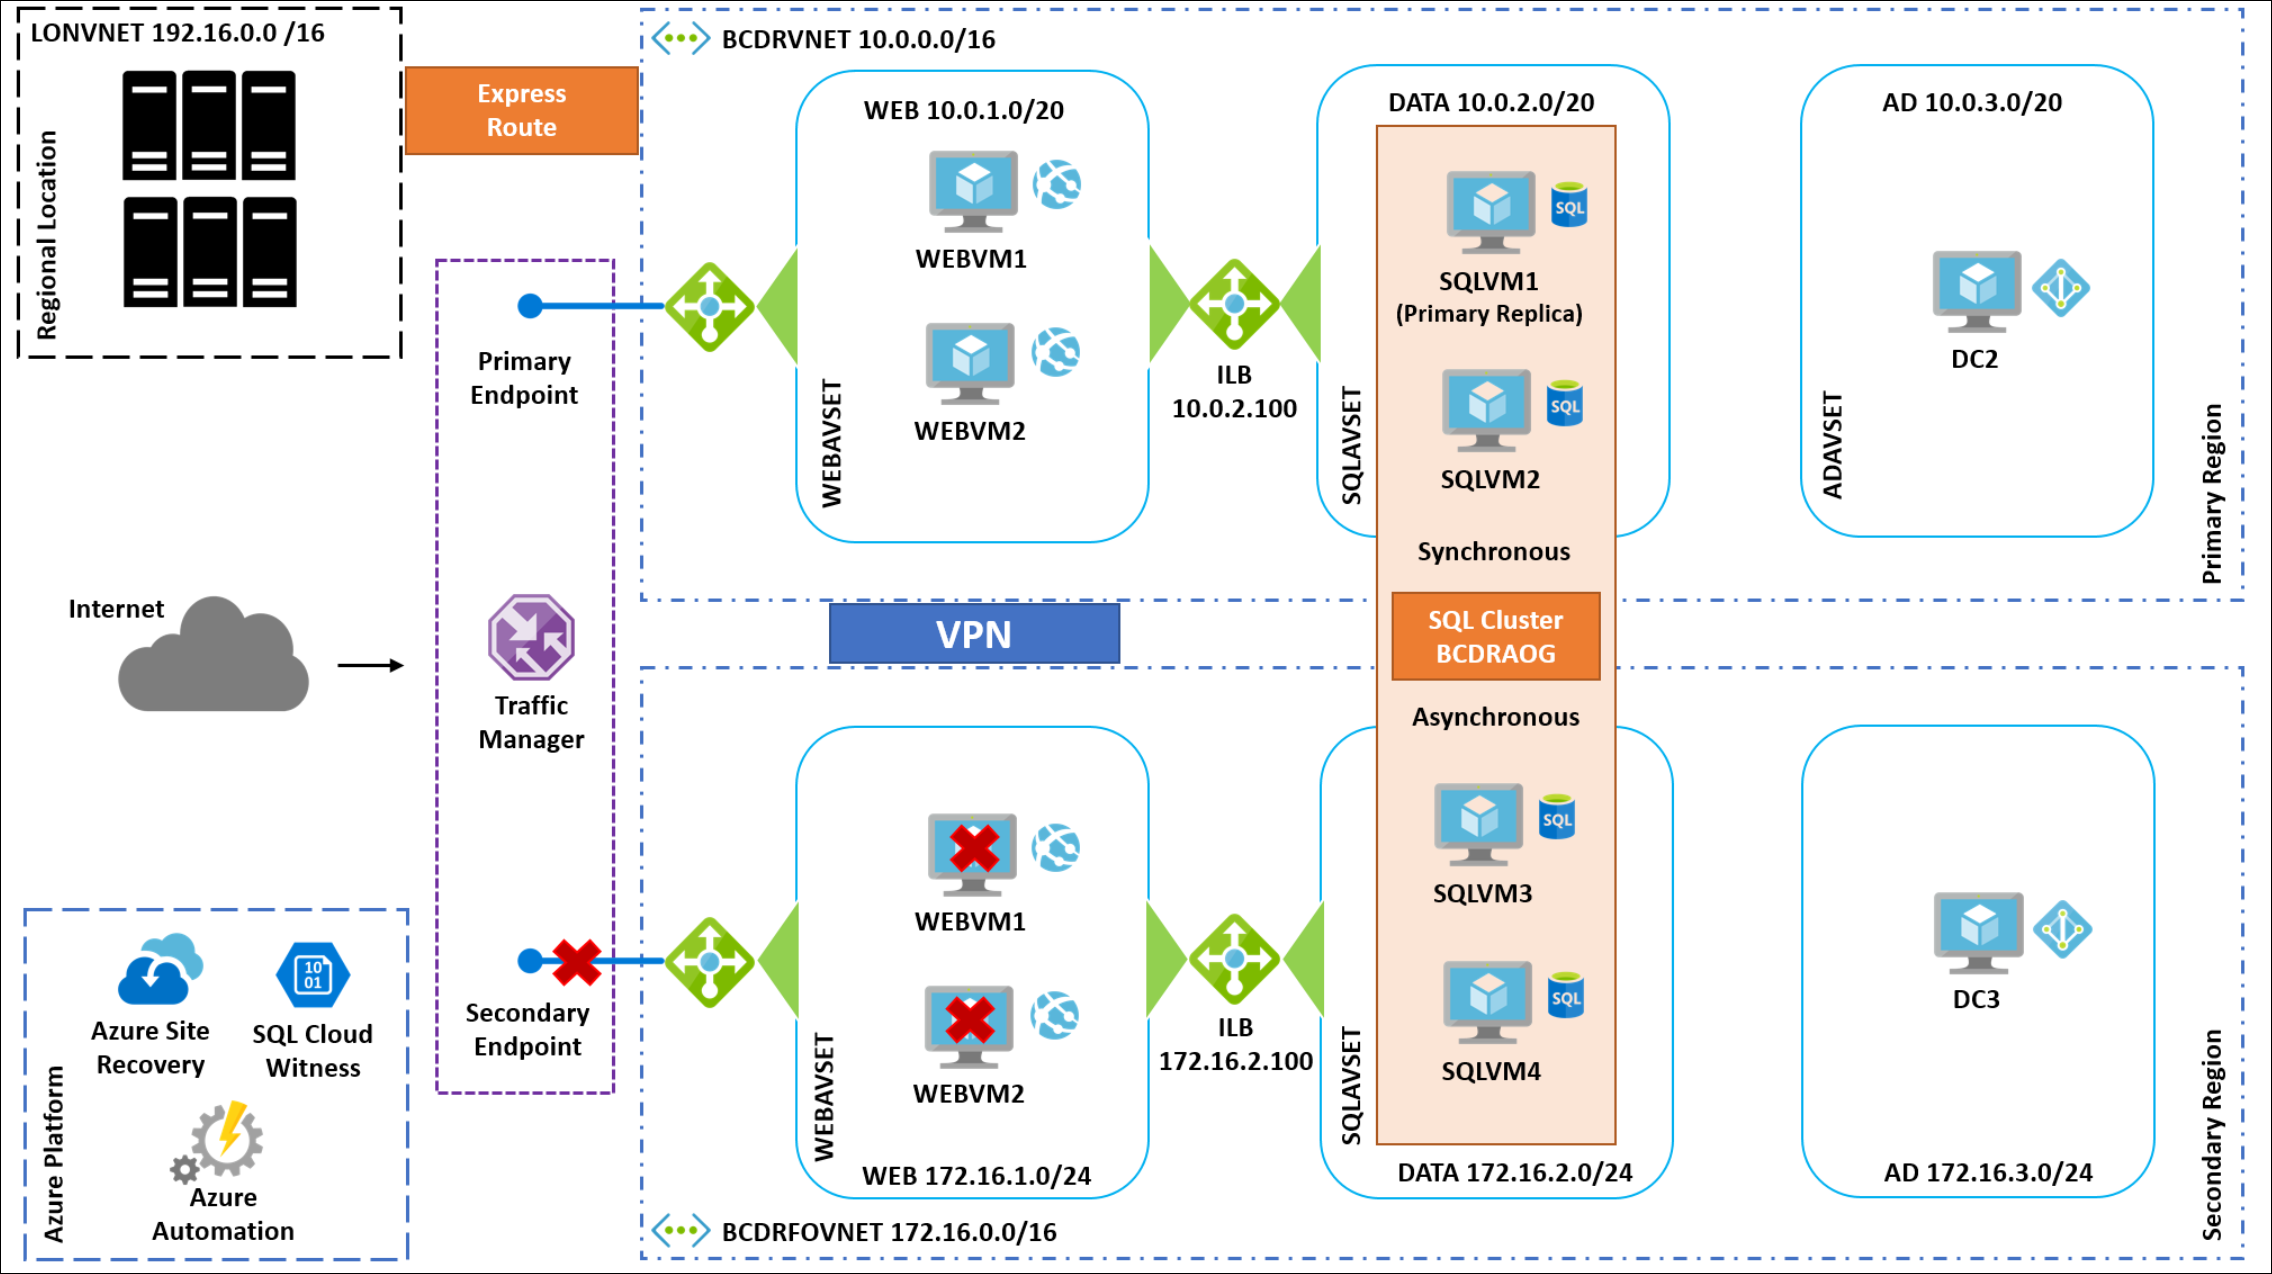 LONVNET 192.16.0.0 /16
Regional Location
Express
Route
BCDRVNET 10.0.0.0/16
WEB 10.0.1.0/20
WEBVM1
WEBVM2
WEBAVSET
ILB
10.0.2.100
DATA 10.0.2.0/20
SQL
SQLVM1
(Primary Replica)
SQL
SQLVM2
SQLAVSET
Synchronous
AD 10.0.3.0/20
DC2
ADAVSET
Primary Region
Primary
Endpoint
Internet
Traffic
Manager
VPN
SQL Cluster
BCDRAOG
Asynchronous
Secondary
Endpoint
WEBVM1
WEBVM2
WEBAVSET
WEB 172.16.1.0/24
ILB
172.16.2.100
SQL
SQLVM3
SQL
SQLVM4
SQLAVSET
DATA 172.16.2.0/24
DC3
AD 172.16.3.0/24
Secondary Region
BCDRFOVNET 172.16.0.0/16
Azure Site
Recovery
10
01
SQL Cloud
Witness
Azure
Automation
Azure Platform